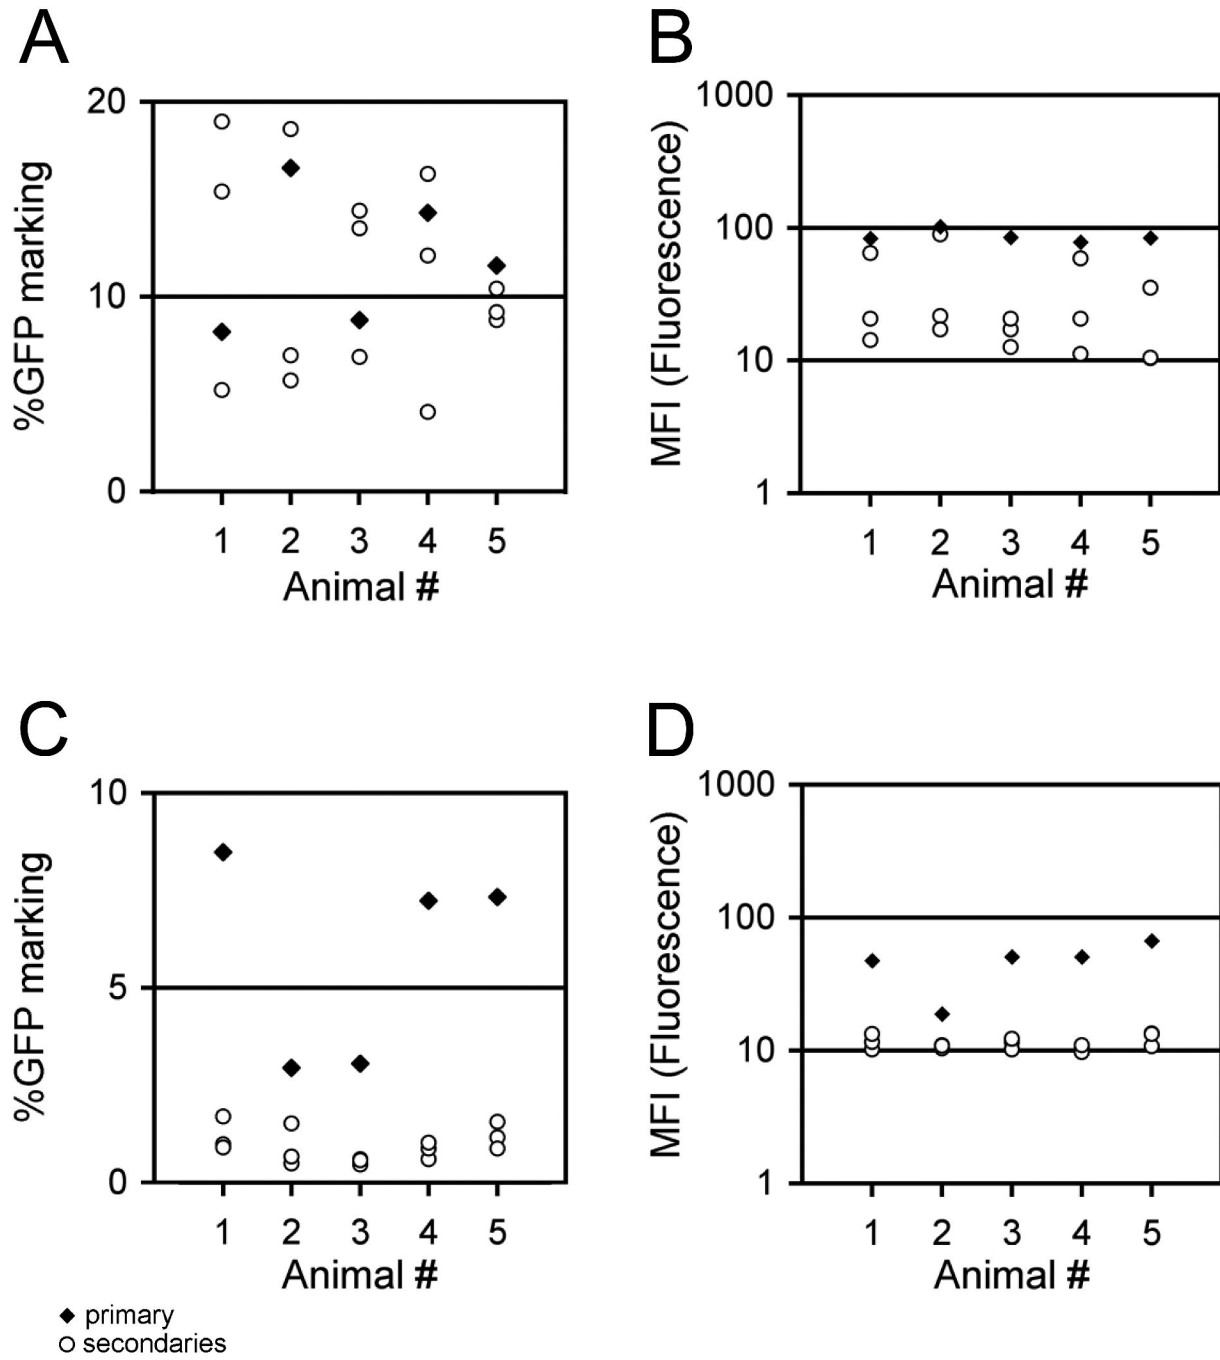 A
20
10
0
%GFP marking
1 2 3 4 5
Animal #
B
1000
100
10
1
MFI (Fluorescence)
1 2 3 4 5
Animal #
C
10
5
0
%GFP marking
1 2 3 4 5
Animal #
D
1000
100
10
1
MFI (Fluorescence)
1 2 3 4 5
Animal #
primary
secondaries